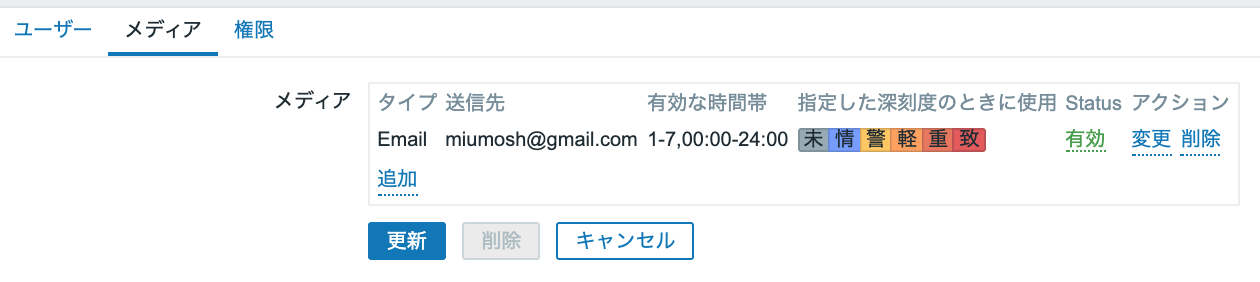 ユーザー メディア 権限
メディア タイプ 送信先 有効な時間帯 指定した深刻度のときに使用 Status アクション
Email miumosh@gmail.com 1-7,00:00-24:00 未 情 警 軽 重 致 有効 変更 削除
追加
更新 削除 キャンセル